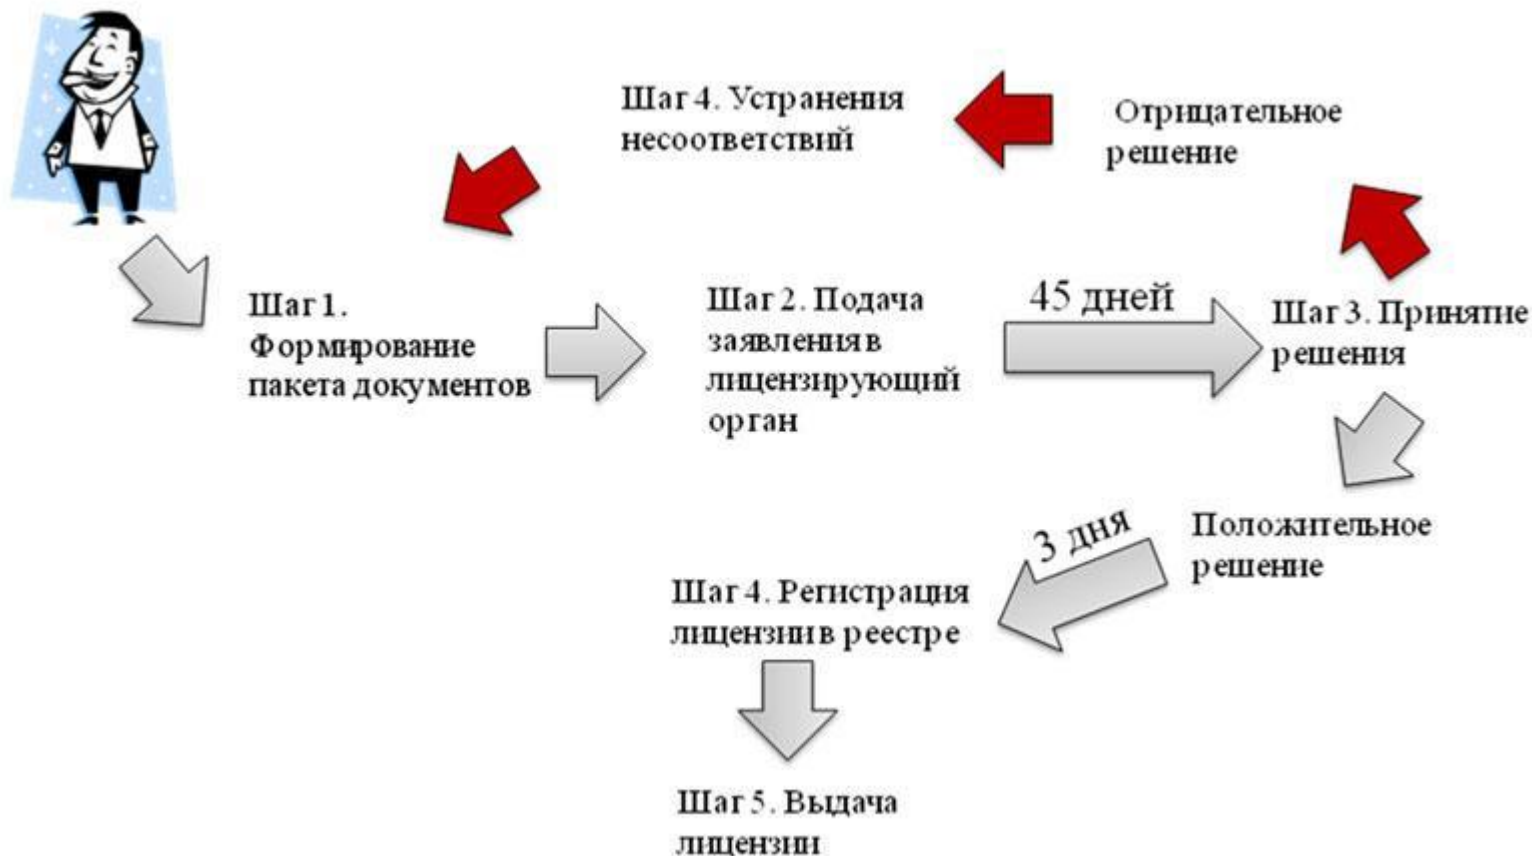 Шаг 4. Устранения
несоответствий
Отрицательное
решение
Шаг 1.
Формирование
пакета документов
Шаг 2. Подача
заявления в
лицензирующий
орган
45 дней
Шаг 3. Принятие
решения
Положительное
решение
3 дня
Шаг 4. Регистрация
лицензии в реестре
Шаг 5. Выдача
лицензии